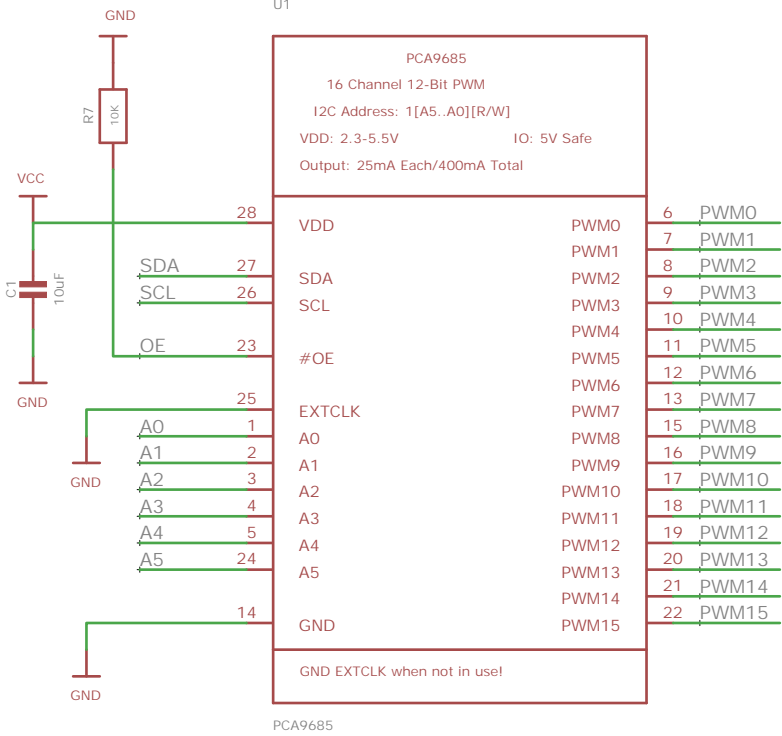 U1
GND
PCA9685
16 Channel 12-Bit PWM
I2C Address: 1[A5..A0][R/W]
VDD: 2.3-5.5V IO: 5V Safe
Output: 25mA Each/400mA Total
R7
10K
VCC
C1
10uF
GND
28 VDD PWM0 6 PWM0
PWM1 7 PWM1
SDA 27 SDA PWM2 8 PWM2
SCL 26 SCL PWM3 9 PWM3
PWM4 10 PWM4
OE 23 #OE PWM5 11 PWM5
PWM6 12 PWM6
25 EXTCLK PWM7 13 PWM7
A0 1 A0 PWM8 15 PWM8
A1 2 A1 PWM9 16 PWM9
GND
A2 3 A2 PWM10 17 PWM10
A3 4 A3 PWM11 18 PWM11
A4 5 A4 PWM12 19 PWM12
A5 24 A5 PWM13 20 PWM13
PWM14 21 PWM14
14 GND PWM15 22 PWM15
GND
GND EXTCLK when not in use!
PCA9685